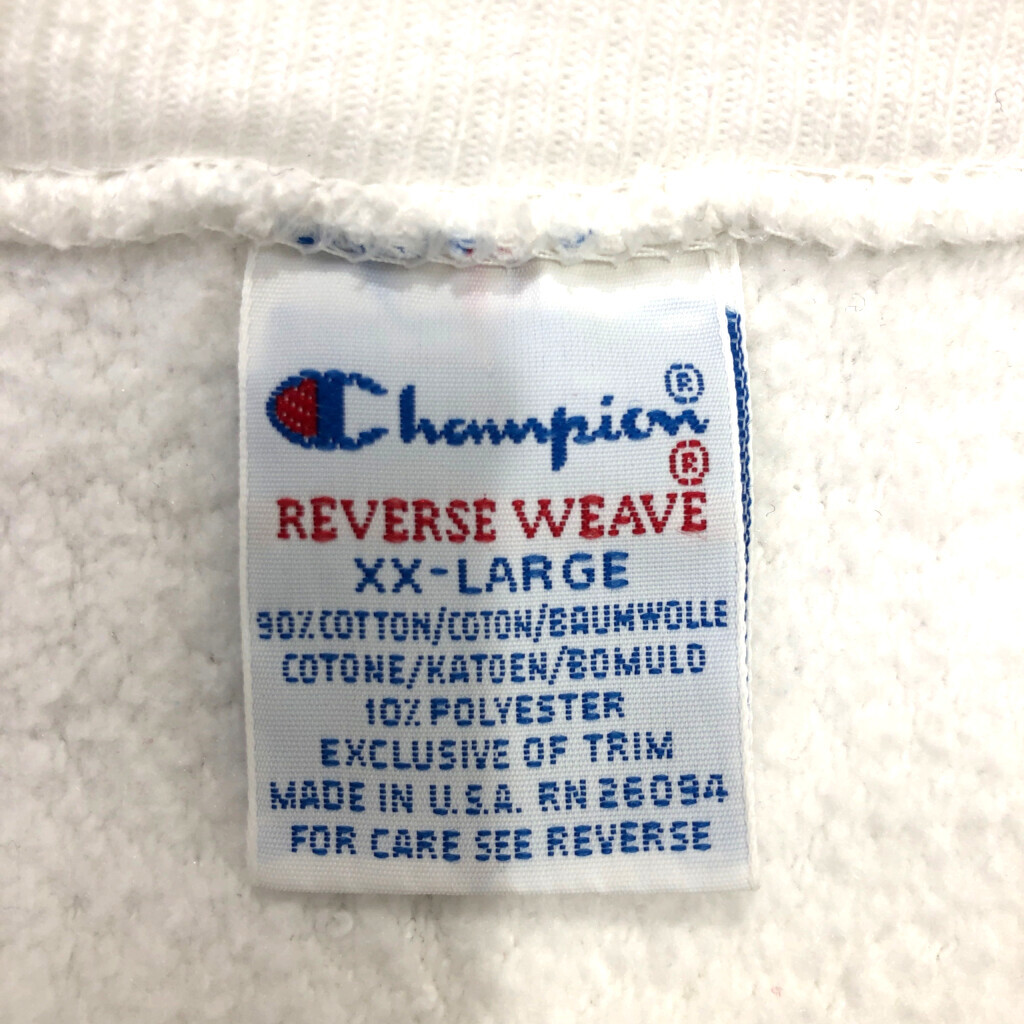 Champion®
REVERSE WEAVE®
XX-LARGE
90% COTTON/COTON/BAUMWOLLE
COTONE/KATOEN/BOMULD
10% POLYESTER
EXCLUSIVE OF TRIM
MADE IN U.S.A. RN 26094
FOR CARE SEE REVERSE